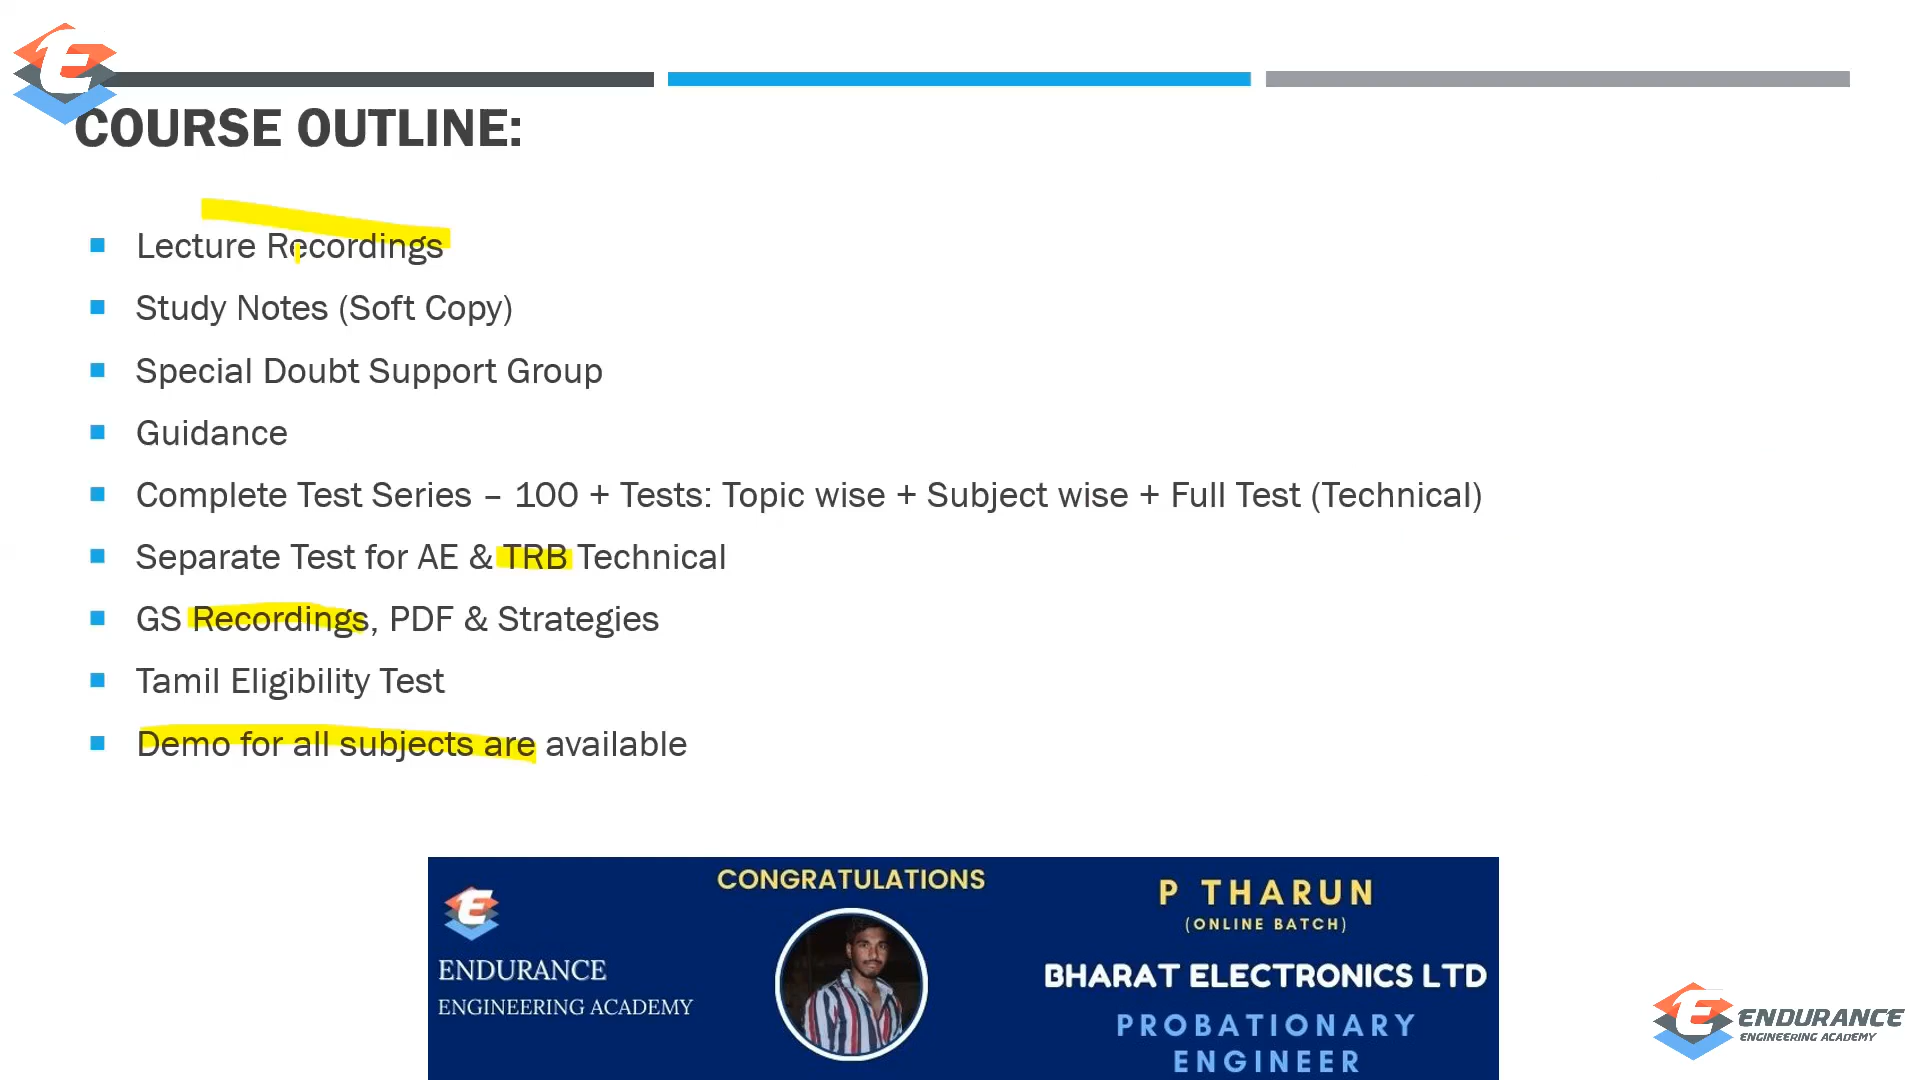 E
COURSE OUTLINE:
Lecture Recordings
Study Notes (Soft Copy)
Special Doubt Support Group
Guidance
Complete Test Series – 100 + Tests: Topic wise + Subject wise + Full Test (Technical)
Separate Test for AE & TRB Technical
GS Recordings, PDF & Strategies
Tamil Eligibility Test
Demo for all subjects are available
E
ENDURANCE
ENGINEERING ACADEMY
CONGRATULATIONS
P THARUN
(ONLINE BATCH)
BHARAT ELECTRONICS LTD
PROBATIONARY
ENGINEER
E
ENDURANCE
ENGINEERING ACADEMY